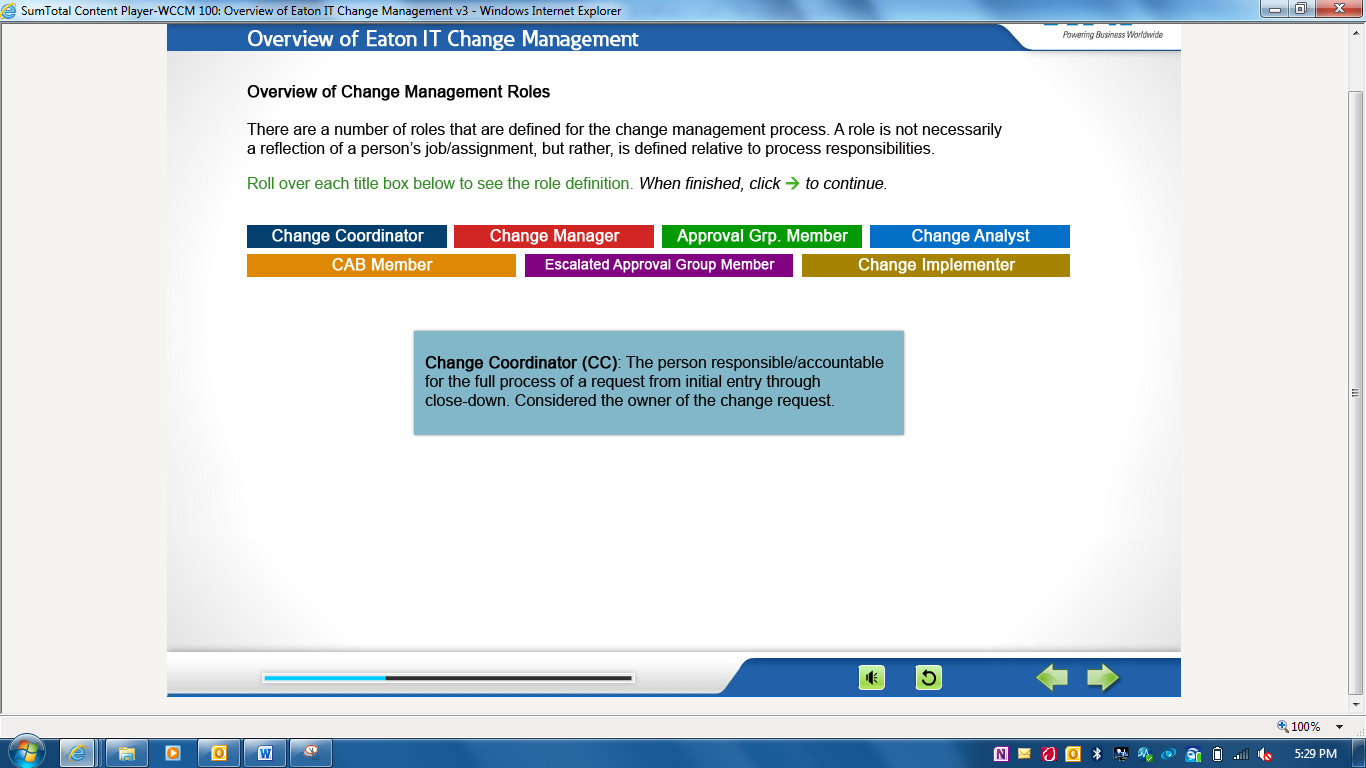 SumTotal Content Player-WCCM 100: Overview of Eaton IT Change Management v3 - Windows Internet Explorer
Overview of Eaton IT Change Management
Powering Business Worldwide
Overview of Change Management Roles
There are a number of roles that are defined for the change management process. A role is not necessarily
a reflection of a person's job/assignment, but rather, is defined relative to process responsibilities.
Roll over each title box below to see the role definition. When finished, click → to continue.
Change Coordinator
Change Manager
Approval Grp. Member
Change Analyst
CAB Member
Escalated Approval Group Member
Change Implementer
Change Coordinator (CC): The person responsible/accountable
for the full process of a request from initial entry through
close-down. Considered the owner of the change request.
100%
5:29 PM